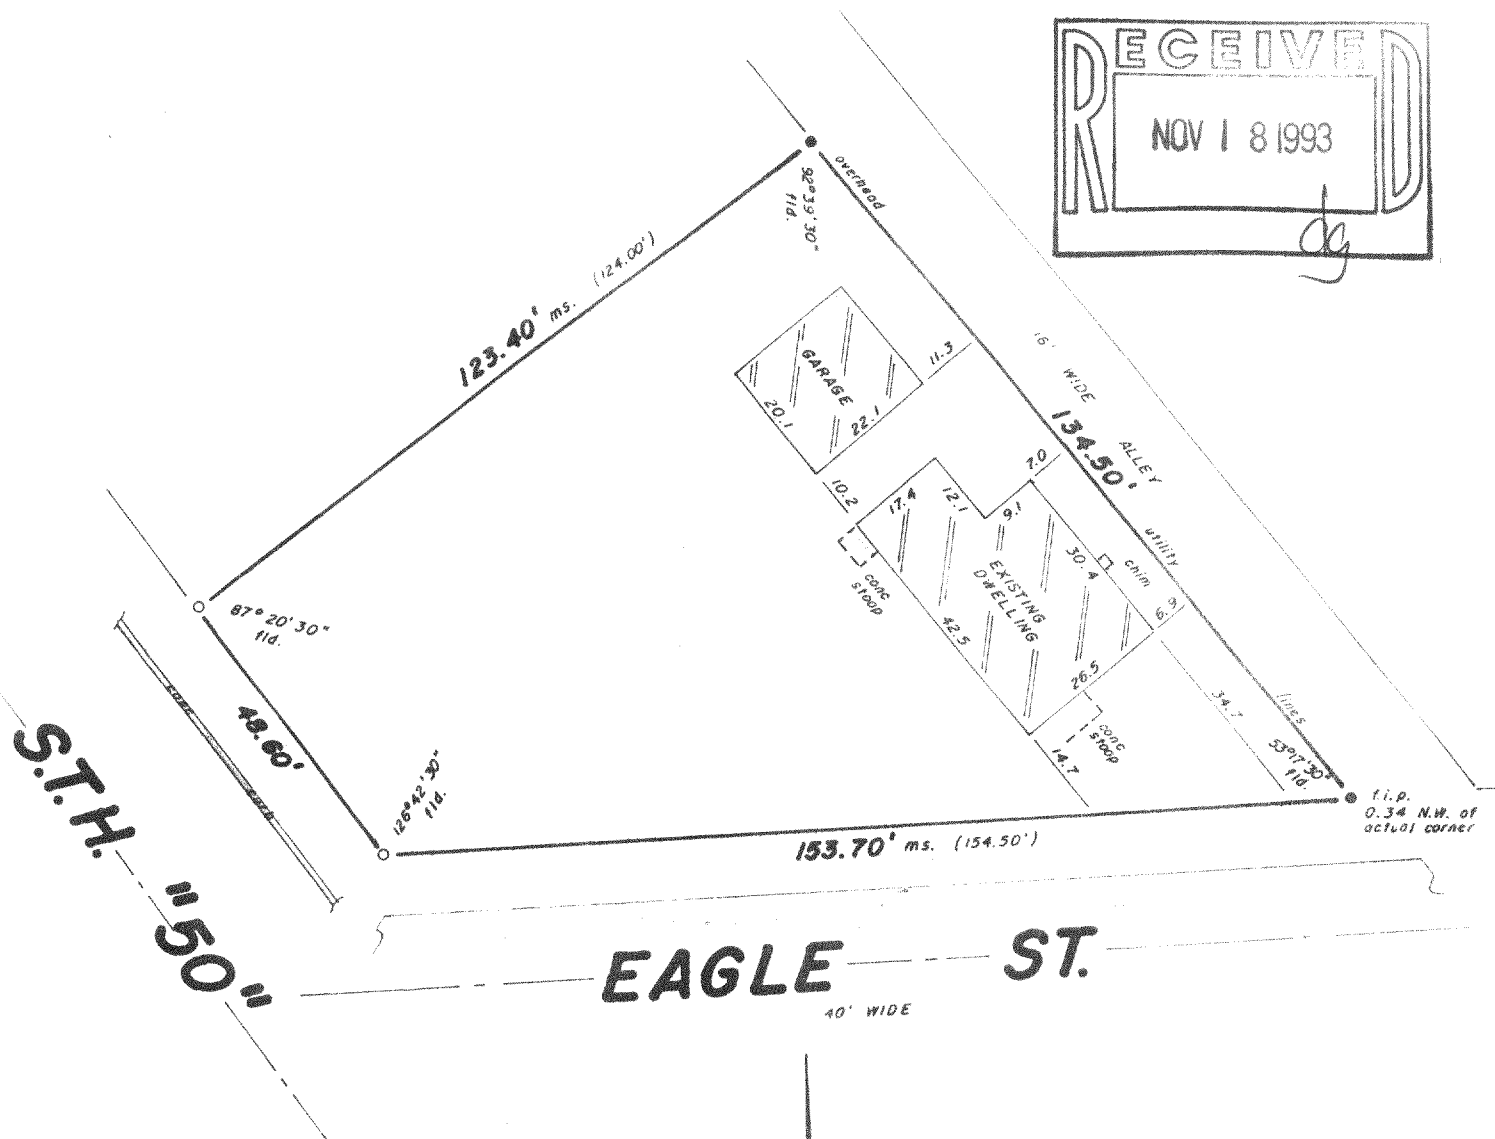 RECEIVED
NOV 18 1993
dg
overhead
92°39'30"
fld.
123.40' ms. (124.00')
16' WIDE ALLEY
134.50'
11.3
GARAGE
20.1
22.1
10.2
7.0
17.4
12.1
9.1
30.4
chim
utility
EXISTING
DWELLING
conc
stoop
42.5
26.5
6.9
34.7
lines
87°20'30"
fld.
conc curb
48.60'
126°42'30"
fld.
conc
stoop
14.7
53°17'30"
fld.
f.i.p.
0.34 N.W. of
actual corner
153.70' ms. (154.50')
S.T.H. "50"
EAGLE ST.
40' WIDE